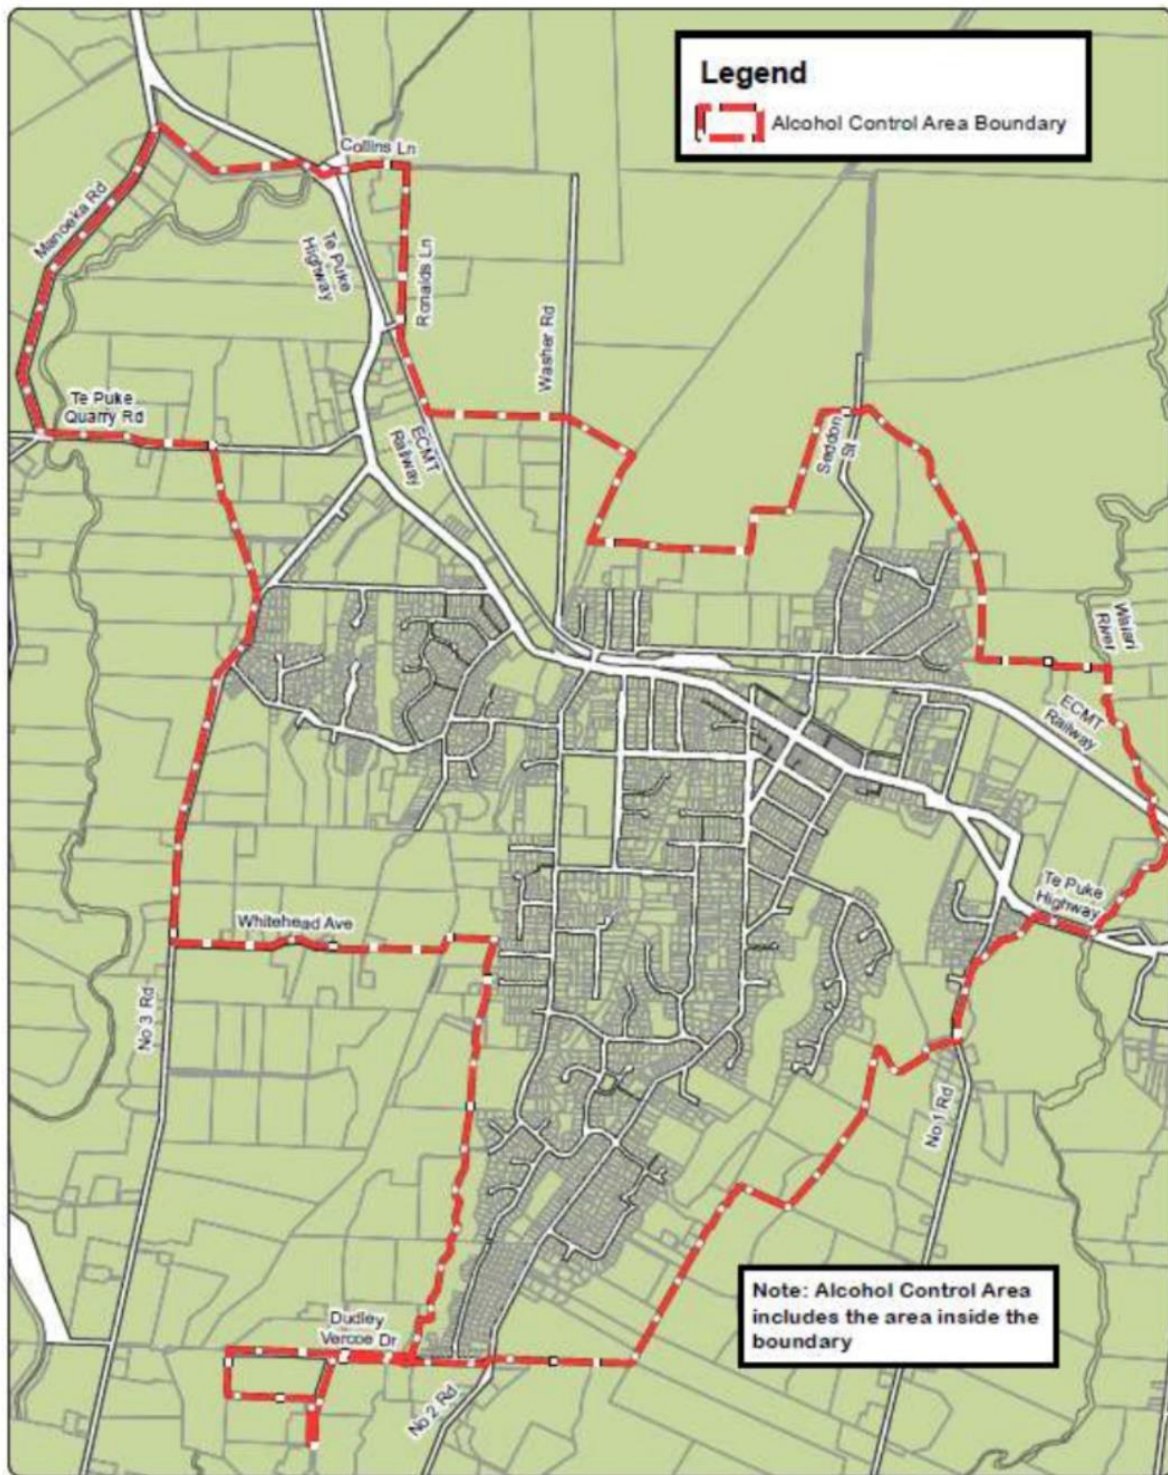 Legend
Alcohol Control Area Boundary
Collins Ln
Manoeka Rd
Te Puke
Highway
Ronalds Ln
Washer Rd
Te Puke
Quarry Rd
ECMT
Railway
Seddon
St
Waiari
River
ECMT
Railway
Te Puke
Highway
Whitehead Ave
No 3 Rd
No 1 Rd
Note: Alcohol Control Area
includes the area inside the
boundary
Dudley
Vercoe Dr
No 2 Rd